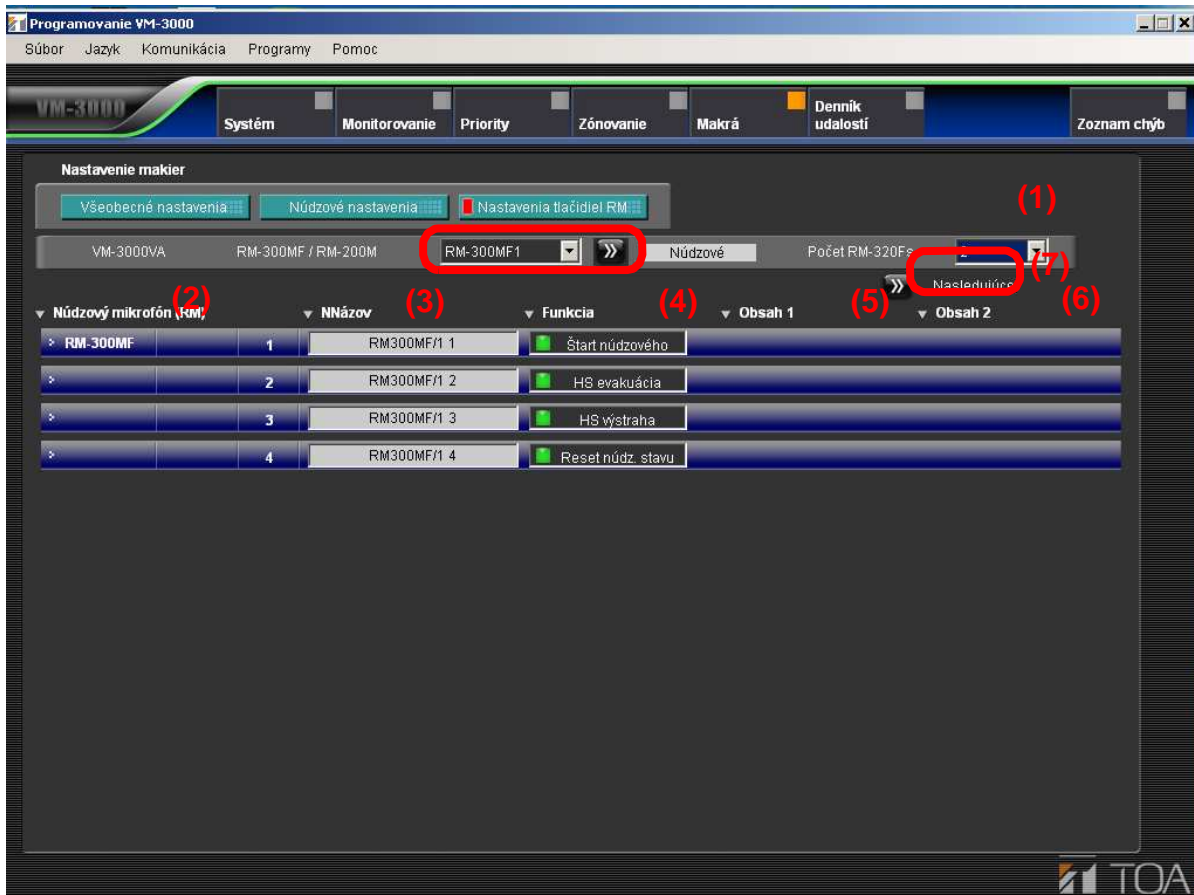 Programovanie VM-3000
Súbor Jazyk Komunikácia Programy Pomoc
VM-3000
Systém Monitorovanie Priority Zónovanie Makrá Denník udalostí Zoznam chýb
Nastavenie makier
Všeobecné nastavenia Núdzové nastavenia Nastavenia tlačidiel RM
(1)
VM-3000VA RM-300MF / RM-200M RM-300MF1 Núdzové Počet RM-320Fs 2
(7)
Nasledujúce
(2) (3) (4) (5) (6)
Núdzový mikrofón (RM) NNázov Funkcia Obsah 1 Obsah 2
RM-300MF 1 RM300MF/1 1 Štart núdzového
2 RM300MF/1 2 HS evakuácia
3 RM300MF/1 3 HS výstraha
4 RM300MF/1 4 Reset núdz. stavu
TOA